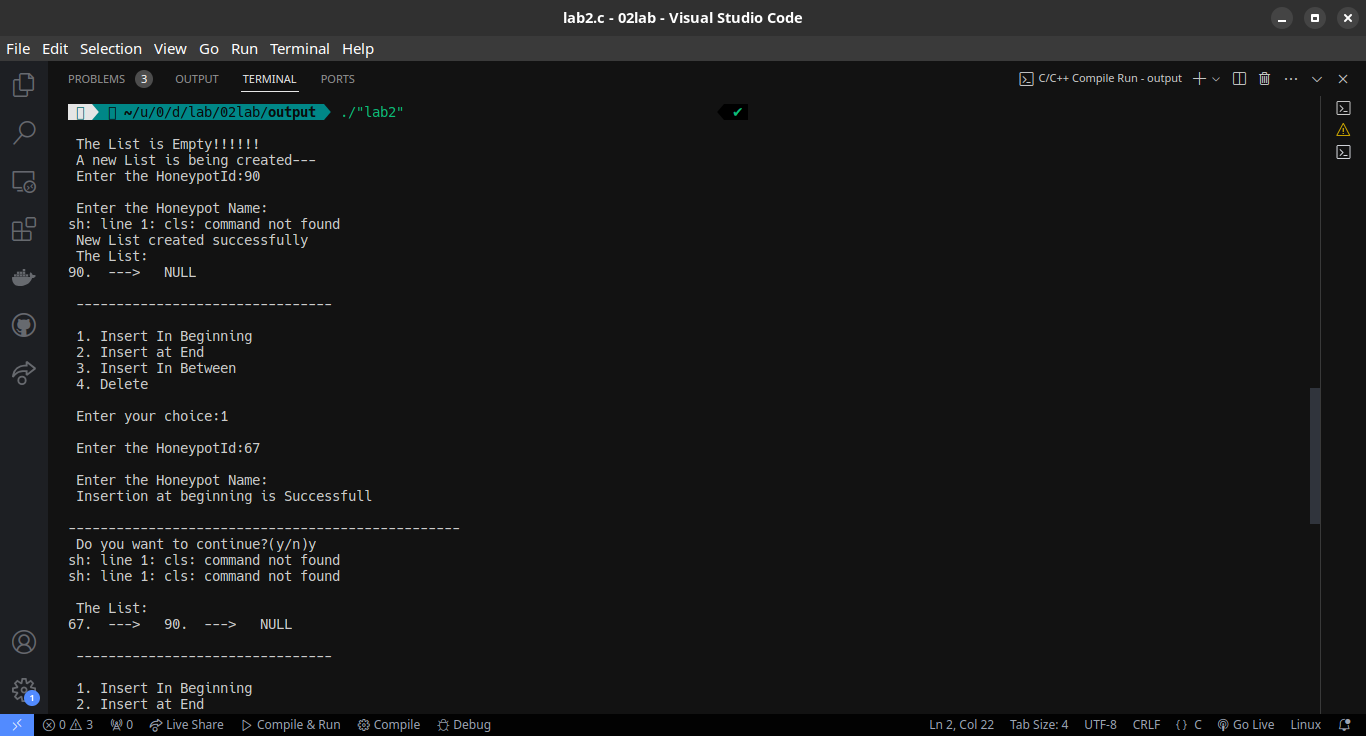 lab2.c - 02lab - Visual Studio Code
File Edit Selection View Go Run Terminal Help
PROBLEMS 3 OUTPUT TERMINAL PORTS C/C++ Compile Run - output
~/u/0/d/lab/02lab/output ./"lab2" ✔
The List is Empty!!!!!!
A new List is being created---
Enter the HoneypotId:90
Enter the Honeypot Name:
sh: line 1: cls: command not found
New List created successfully
The List:
90. ---> NULL
--------------------------------
1. Insert In Beginning
2. Insert at End
3. Insert In Between
4. Delete
Enter your choice:1
Enter the HoneypotId:67
Enter the Honeypot Name:
Insertion at beginning is Successfull
-------------------------------------------------
Do you want to continue?(y/n)y
sh: line 1: cls: command not found
sh: line 1: cls: command not found
The List:
67. ---> 90. ---> NULL
--------------------------------
1. Insert In Beginning
2. Insert at End
1
0 3 0 Live Share Compile & Run Compile Debug Ln 2, Col 22 Tab Size: 4 UTF-8 CRLF {} C Go Live Linux